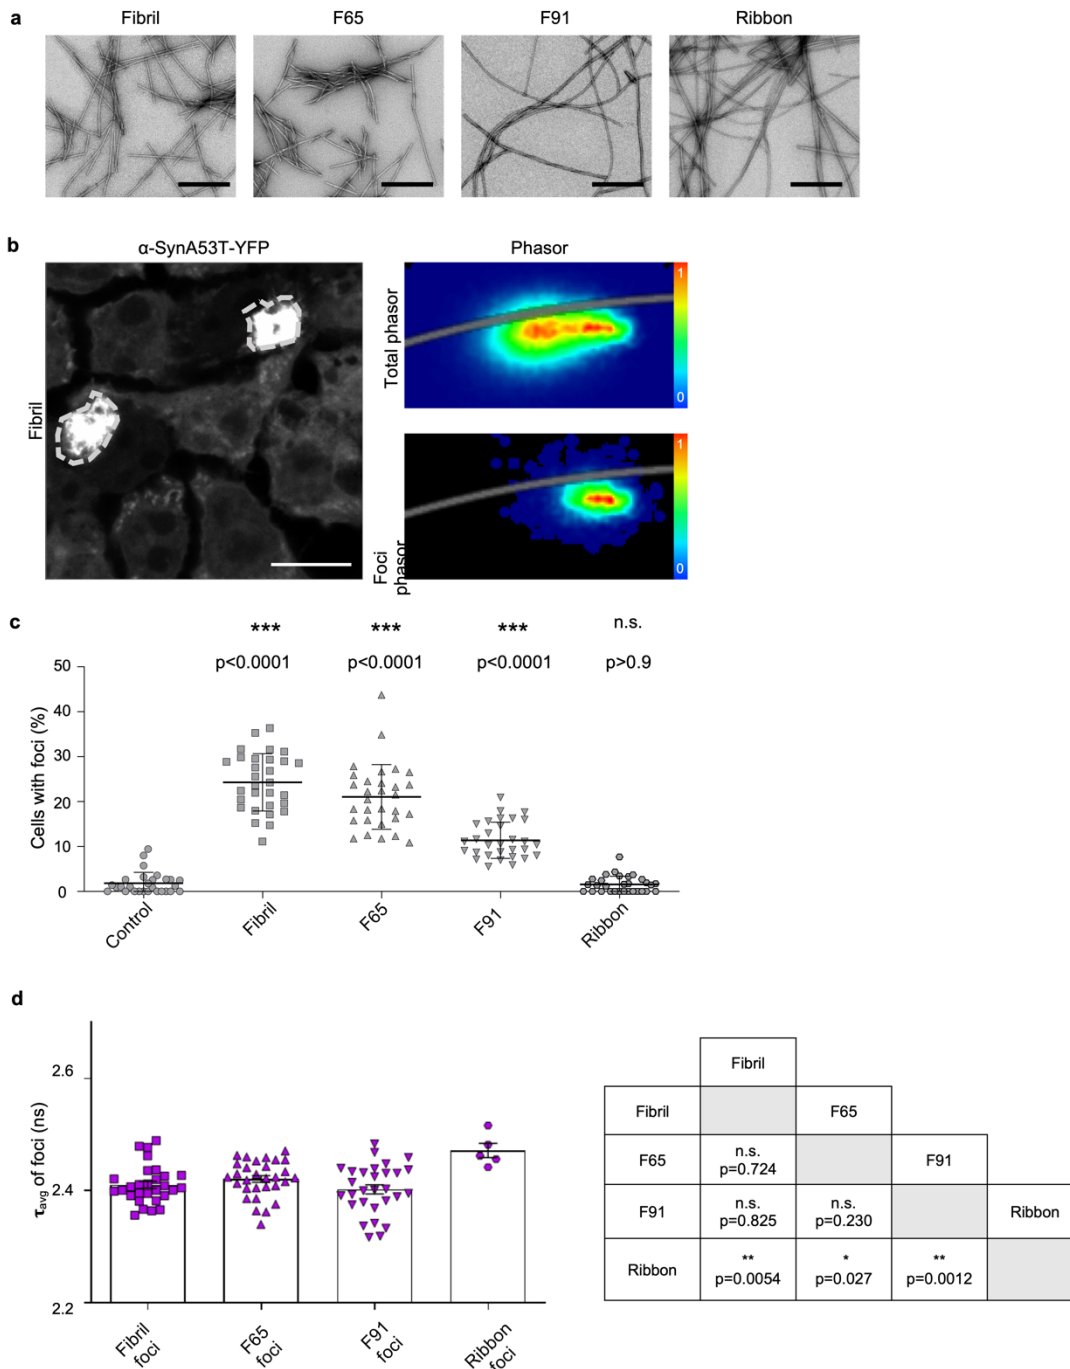 a
Fibril F65 F91 Ribbon
b
α-SynA53T-YFP Phasor
Fibril
Total phasor
1
0
Foci phasor
1
0
c
*** *** *** n.s.
p<0.0001 p<0.0001 p<0.0001 p>0.9
Cells with foci (%)
50
40
30
20
10
0
Control Fibril F65 F91 Ribbon
d
τavg of foci (ns)
2.6
2.4
2.2
Fibril foci F65 foci F91 foci Ribbon foci
Fibril
Fibril F65
F65 n.s. p=0.724 F91
F91 n.s. p=0.825 n.s. p=0.230 Ribbon
Ribbon ** p=0.0054 * p=0.027 ** p=0.0012